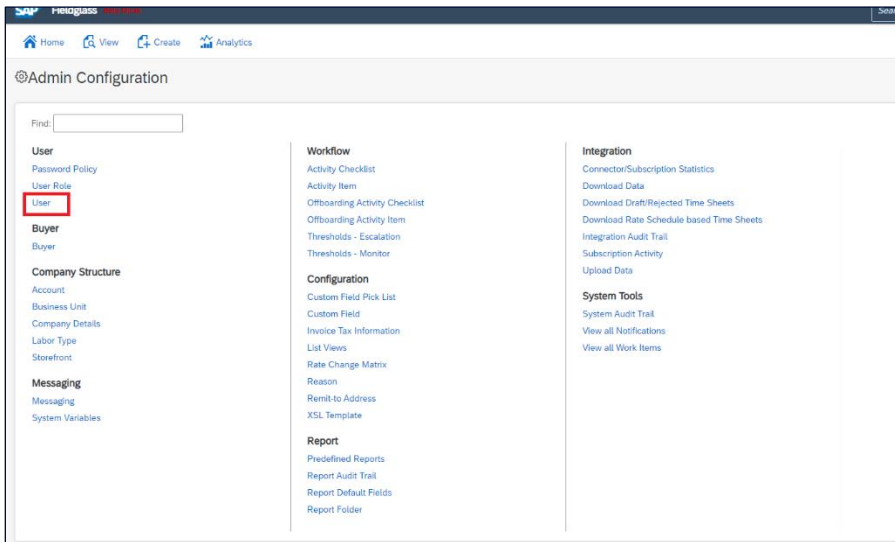 SAP Fieldglass
Sear
Home View Create Analytics
Admin Configuration
Find:
User
Password Policy
User Role
User
Buyer
Buyer
Company Structure
Account
Business Unit
Company Details
Labor Type
Storefront
Messaging
Messaging
System Variables
Workflow
Activity Checklist
Activity Item
Offboarding Activity Checklist
Offboarding Activity Item
Thresholds - Escalation
Thresholds - Monitor
Configuration
Custom Field Pick List
Custom Field
Invoice Tax Information
List Views
Rate Change Matrix
Reason
Remit-to Address
XSL Template
Report
Predefined Reports
Report Audit Trail
Report Default Fields
Report Folder
Integration
Connector/Subscription Statistics
Download Data
Download Draft/Rejected Time Sheets
Download Rate Schedule based Time Sheets
Integration Audit Trail
Subscription Activity
Upload Data
System Tools
System Audit Trail
View all Notifications
View all Work Items